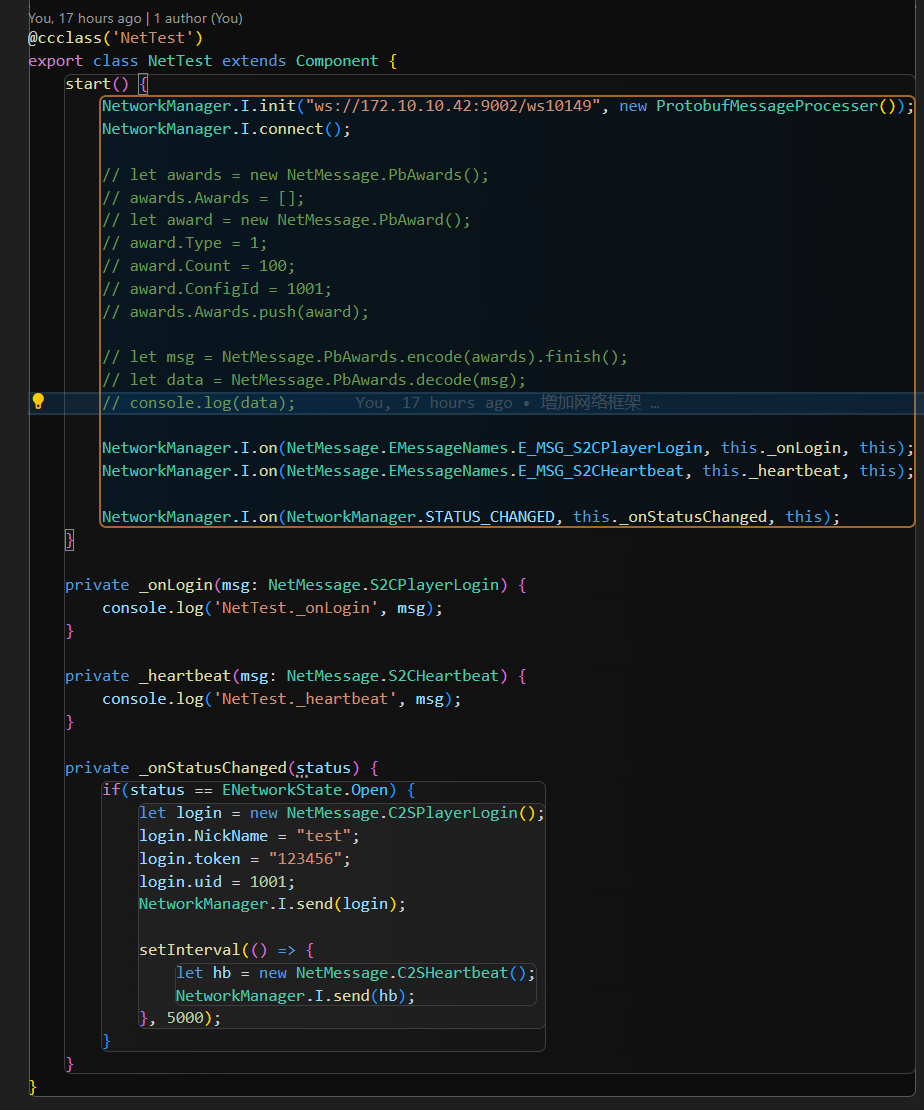 You, 17 hours ago | 1 author (You)
@ccclass('NetTest')
export class NetTest extends Component {
start() {
NetworkManager.I.init("ws://172.10.10.42:9002/ws10149", new ProtobufMessageProcesser());
NetworkManager.I.connect();
// let awards = new NetMessage.PbAwards();
// awards.Awards = [];
// let award = new NetMessage.PbAward();
// award.Type = 1;
// award.Count = 100;
// award.ConfigId = 1001;
// awards.Awards.push(award);
// let msg = NetMessage.PbAwards.encode(awards).finish();
// let data = NetMessage.PbAwards.decode(msg);
// console.log(data); You, 17 hours ago • 增加网络框架 …
NetworkManager.I.on(NetMessage.EMessageNames.E_MSG_S2CPlayerLogin, this._onLogin, this);
NetworkManager.I.on(NetMessage.EMessageNames.E_MSG_S2CHeartbeat, this._heartbeat, this);
NetworkManager.I.on(NetworkManager.STATUS_CHANGED, this._onStatusChanged, this);
}
private _onLogin(msg: NetMessage.S2CPlayerLogin) {
console.log('NetTest._onLogin', msg);
}
private _heartbeat(msg: NetMessage.S2CHeartbeat) {
console.log('NetTest._heartbeat', msg);
}
private _onStatusChanged(status) {
if(status == ENetworkState.Open) {
let login = new NetMessage.C2SPlayerLogin();
login.NickName = "test";
login.token = "123456";
login.uid = 1001;
NetworkManager.I.send(login);
setInterval(() => {
let hb = new NetMessage.C2SHeartbeat();
NetworkManager.I.send(hb);
}, 5000);
}
}
}